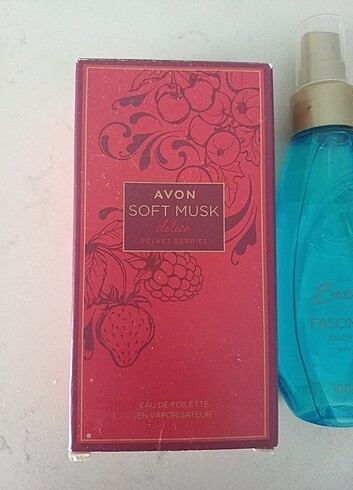 AVON
SOFT MUSK
delice
VELVET BERRIES
EAU DE TOILETTE
EN VAPORISATEUR